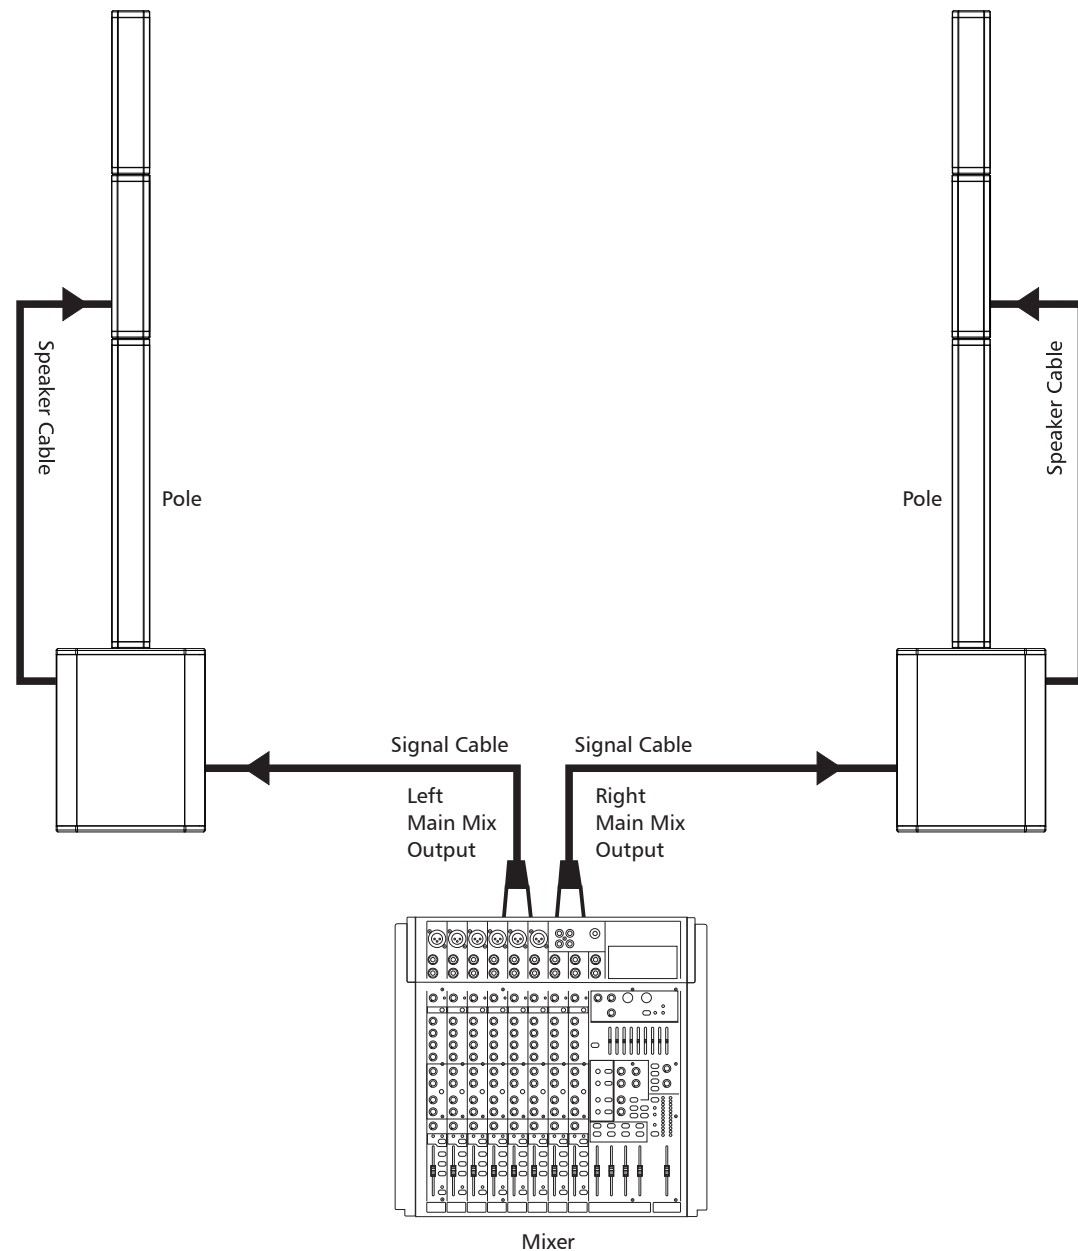 Speaker Cable
Speaker Cable
Pole
Pole
Signal Cable
Signal Cable
Left
Main Mix
Output
Right
Main Mix
Output
Mixer